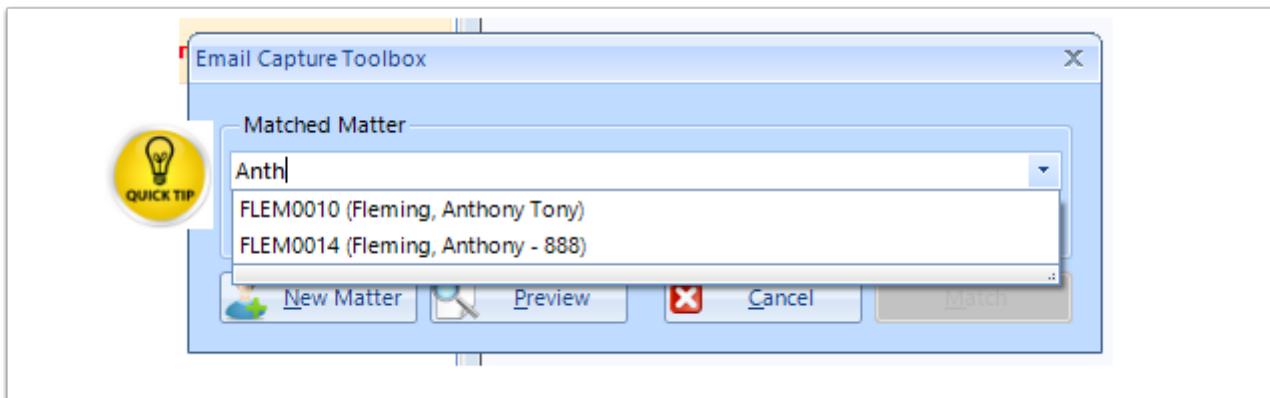 Email Capture Toolbox
Matched Matter
QUICK TIP
Anth
FLEM0010 (Fleming, Anthony Tony)
FLEM0014 (Fleming, Anthony - 888)
New Matter Preview Cancel Match